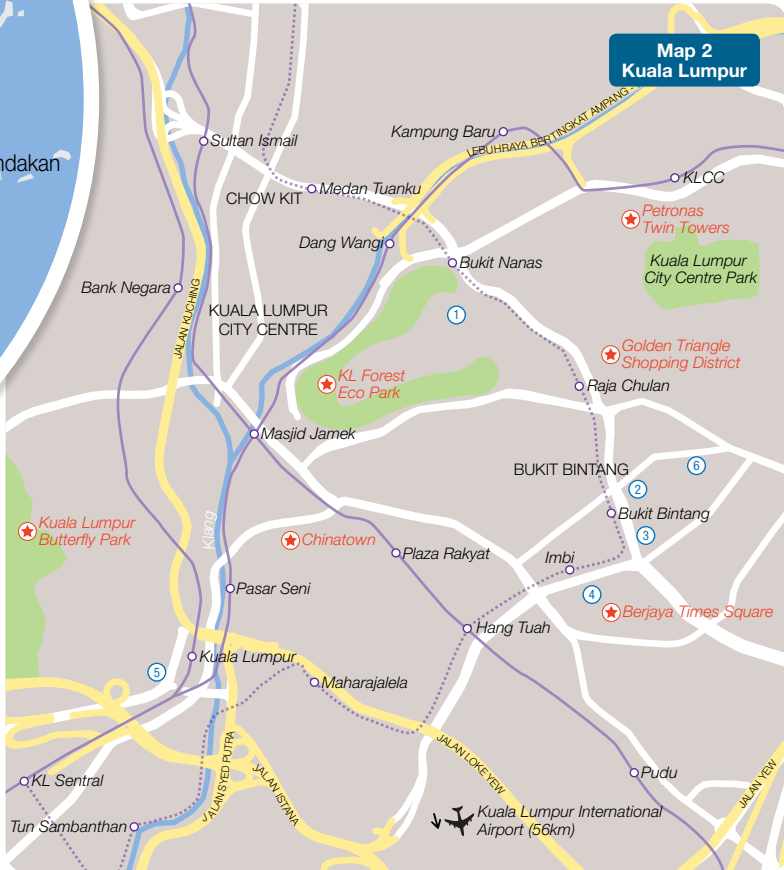 Map 2
Kuala Lumpur
ndakan
Sultan Ismail
Kampung Baru
LEBUHRAYA BERTINGKAT AMPANG -
KLCC
CHOW KIT
Medan Tuanku
Petronas
Twin Towers
Dang Wangi
Bukit Nanas
Kuala Lumpur
City Centre Park
Bank Negara
JALAN KUCHING
KUALA LUMPUR
CITY CENTRE
1
Golden Triangle
Shopping District
KL Forest
Eco Park
Raja Chulan
Masjid Jamek
BUKIT BINTANG
6
2
Bukit Bintang
3
Kuala Lumpur
Butterfly Park
Klang
Chinatown
Plaza Rakyat
Imbi
Pasar Seni
4
Berjaya Times Square
Hang Tuah
Kuala Lumpur
5
Maharajalela
JALAN SYED PUTRA
JALAN ISTANA
JALAN LOKE YEW
JALAN YEW
KL Sentral
Pudu
Tun Sambanthan
Kuala Lumpur International
Airport (56km)